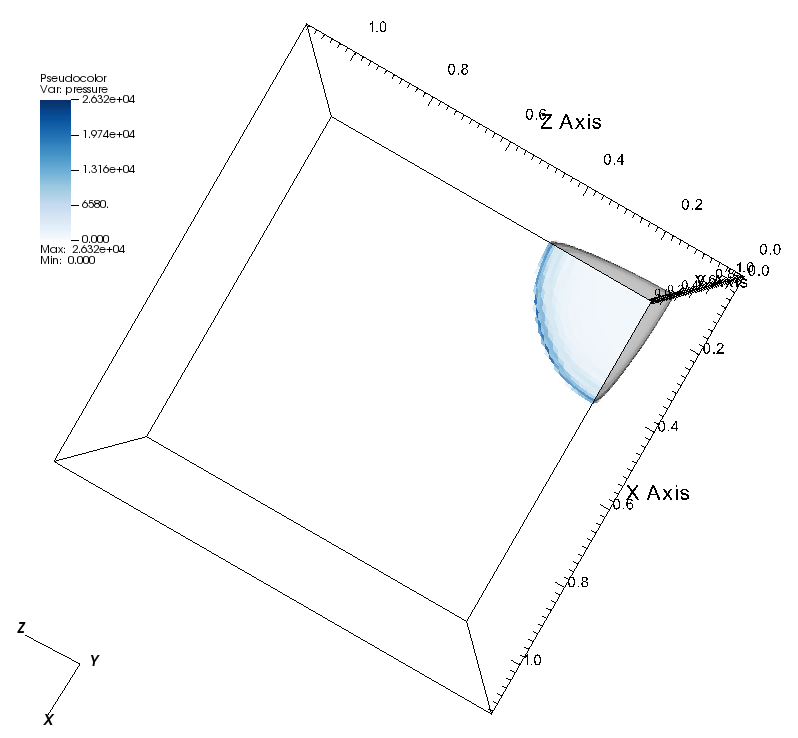 Pseudocolor
Var: pressure
2.632e+04
1.974e+04
1.316e+04
6580.
0.000
Max: 2.632e+04
Min: 0.000
1.0
0.8
0.6
Z Axis
0.4
0.2
0.0
1.0
0.0
0.2
0.4
X Axis
0.6
0.8
1.0
Z
Y
X